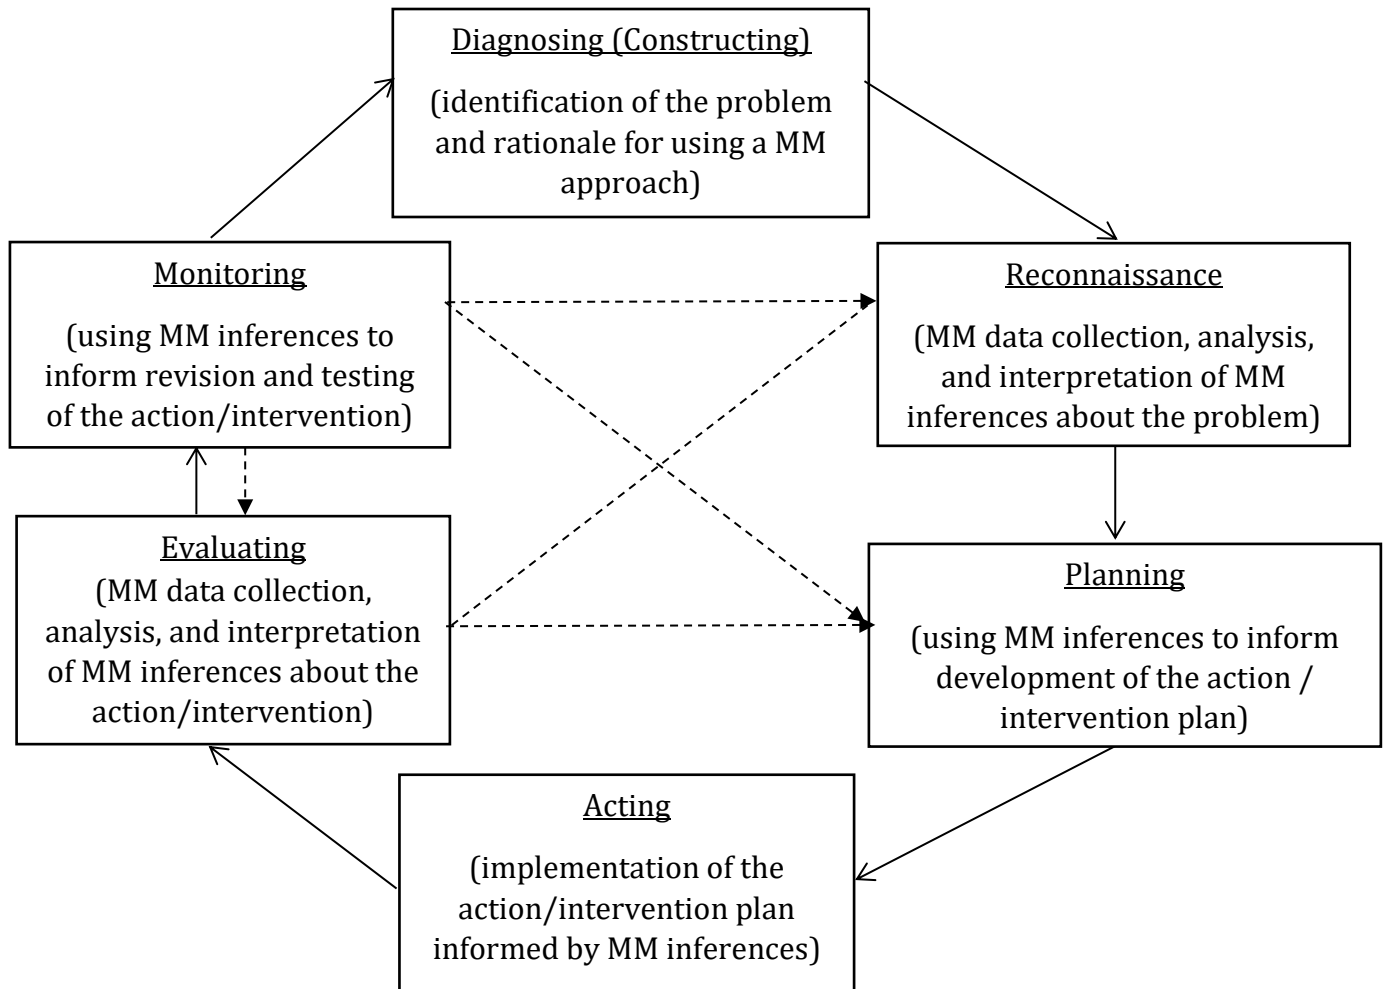 Diagnosing (Constructing)
(identification of the problem
and rationale for using a MM
approach)
Monitoring
(using MM inferences to
inform revision and testing
of the action/intervention)
Reconnaissance
(MM data collection, analysis,
and interpretation of MM
inferences about the problem)
Evaluating
(MM data collection,
analysis, and interpretation
of MM inferences about the
action/intervention)
Planning
(using MM inferences to inform
development of the action /
intervention plan)
Acting
(implementation of the
action/intervention plan
informed by MM inferences)